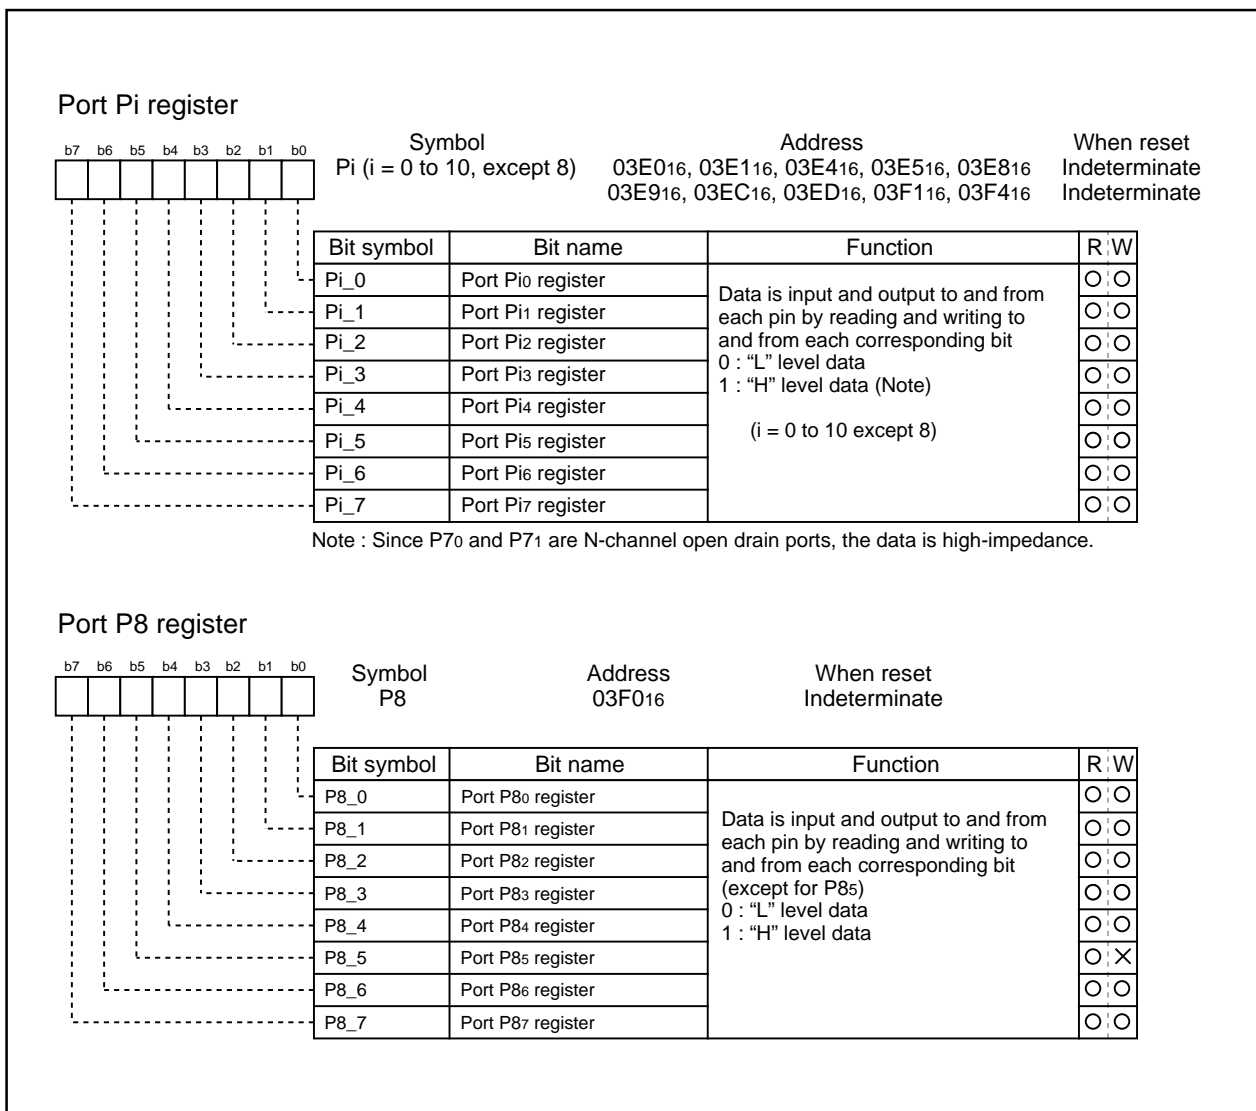 Port Pi register
b7 b6 b5 b4 b3 b2 b1 b0
Symbol Address When reset
Pi (i = 0 to 10, except 8) 03E016, 03E116, 03E416, 03E516, 03E816 Indeterminate
03E916, 03EC16, 03ED16, 03F116, 03F416 Indeterminate
Bit symbol Bit name Function R W
Pi_0 Port Pi0 register
Pi_1 Port Pi1 register
Pi_2 Port Pi2 register
Pi_3 Port Pi3 register
Pi_4 Port Pi4 register
Pi_5 Port Pi5 register
Pi_6 Port Pi6 register
Pi_7 Port Pi7 register
Data is input and output to and from
each pin by reading and writing to
and from each corresponding bit
0 : “L” level data
1 : “H” level data (Note)
(i = 0 to 10 except 8)
Note : Since P70 and P71 are N-channel open drain ports, the data is high-impedance.
Port P8 register
b7 b6 b5 b4 b3 b2 b1 b0
Symbol Address When reset
P8 03F016 Indeterminate
Bit symbol Bit name Function R W
P8_0 Port P80 register
P8_1 Port P81 register
P8_2 Port P82 register
P8_3 Port P83 register
P8_4 Port P84 register
P8_5 Port P85 register
P8_6 Port P86 register
P8_7 Port P87 register
Data is input and output to and from
each pin by reading and writing to
and from each corresponding bit
(except for P85)
0 : “L” level data
1 : “H” level data